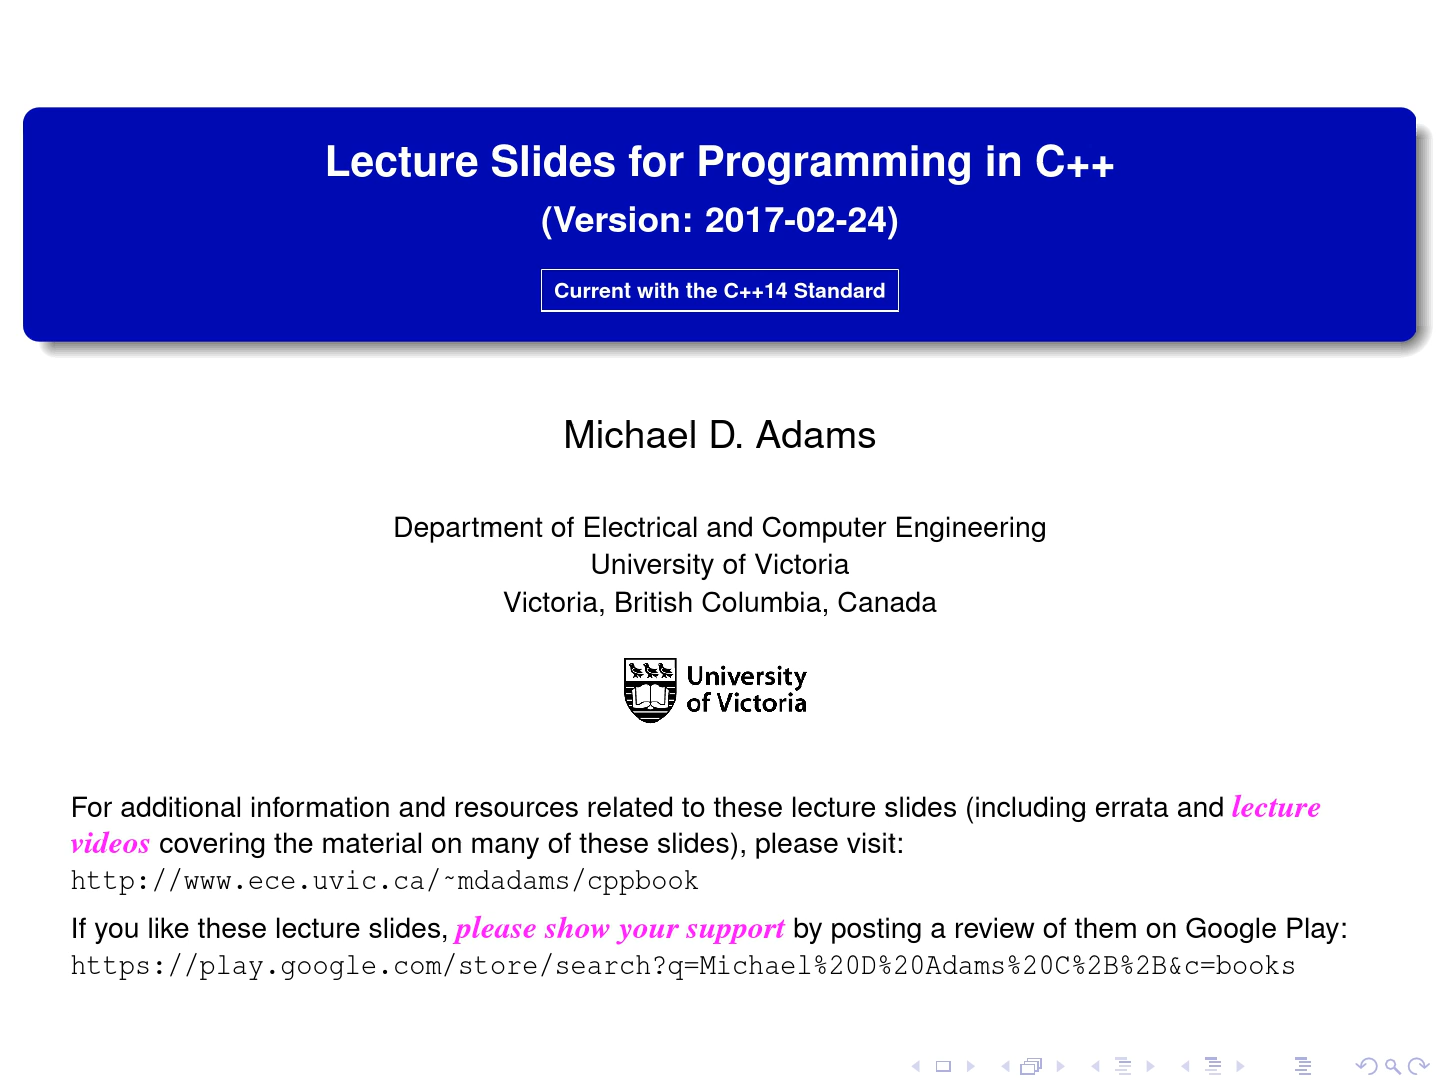 Lecture Slides for Programming in C++
(Version: 2017-02-24)
Current with the C++14 Standard
Michael D. Adams
Department of Electrical and Computer Engineering
University of Victoria
Victoria, British Columbia, Canada
University
of Victoria
For additional information and resources related to these lecture slides (including errata and lecture
videos covering the material on many of these slides), please visit:
http://www.ece.uvic.ca/~mdadams/cppbook
If you like these lecture slides, please show your support by posting a review of them on Google Play:
https://play.google.com/store/search?q=Michael%20D%20Adams%20C%2B%2B&c=books